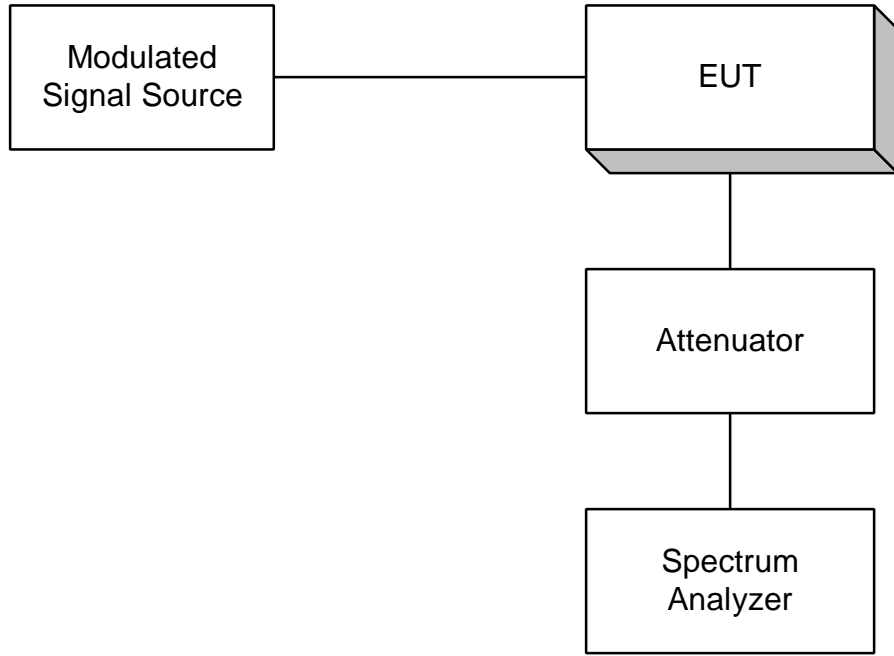 Modulated
Signal Source
EUT
Attenuator
Spectrum
Analyzer